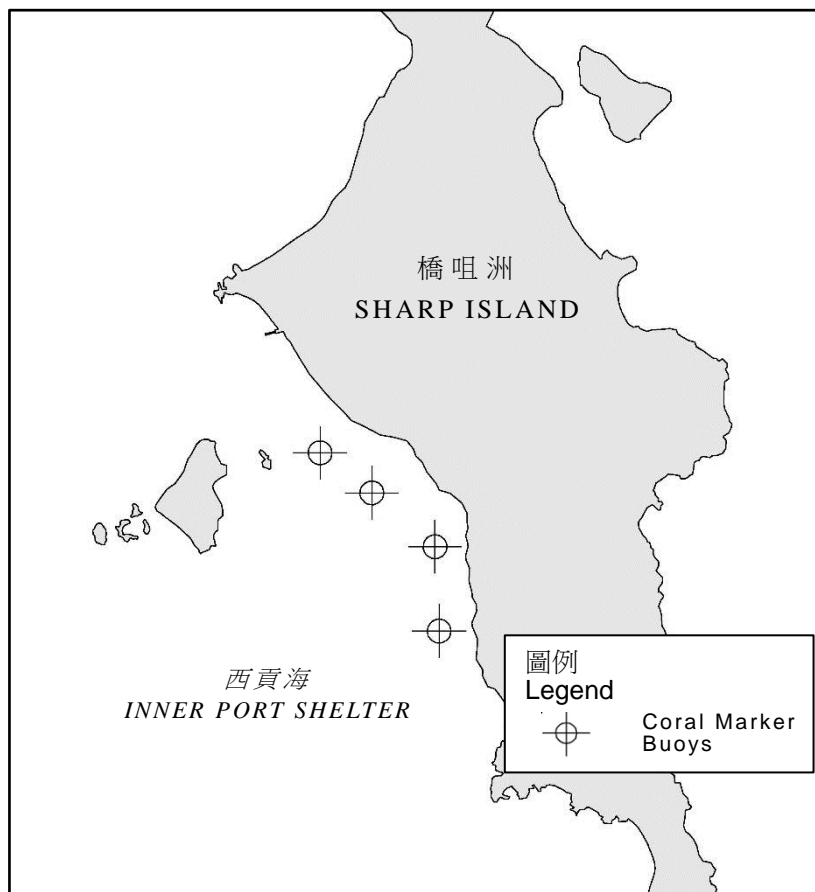 橋咀洲
SHARP ISLAND
西貢海
INNER PORT SHELTER
圖例
Legend
Coral Marker
Buoys